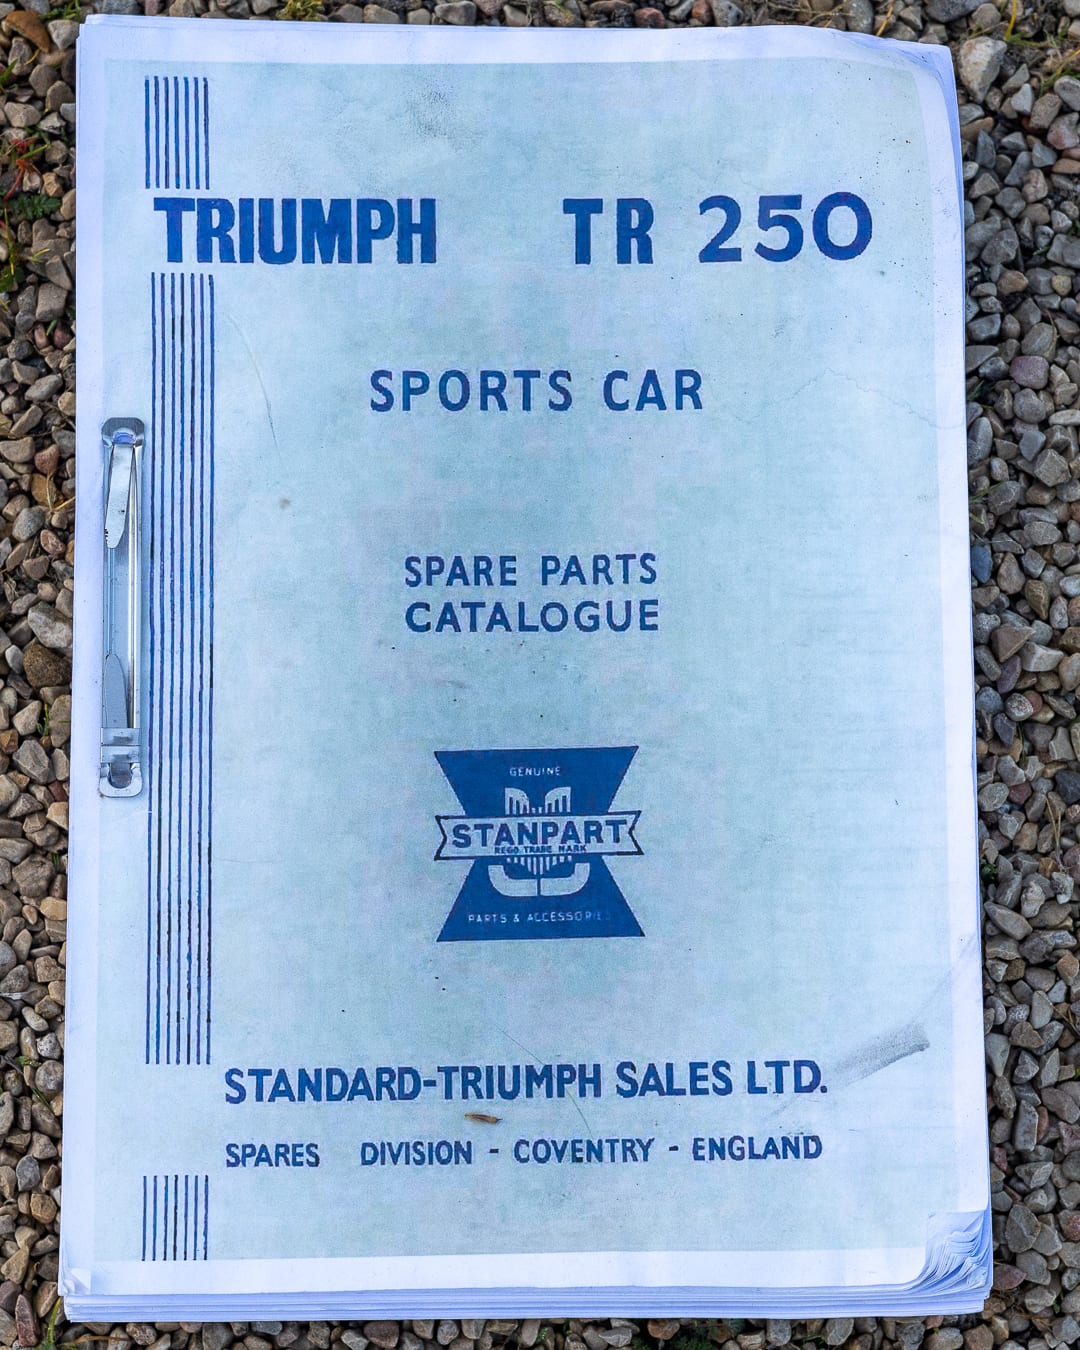 TRIUMPH TR 250
SPORTS CAR
SPARE PARTS
CATALOGUE
GENUINE
STANPART
REGD. TRADE MARK
PARTS & ACCESSORIES
STANDARD-TRIUMPH SALES LTD.
SPARES DIVISION - COVENTRY - ENGLAND